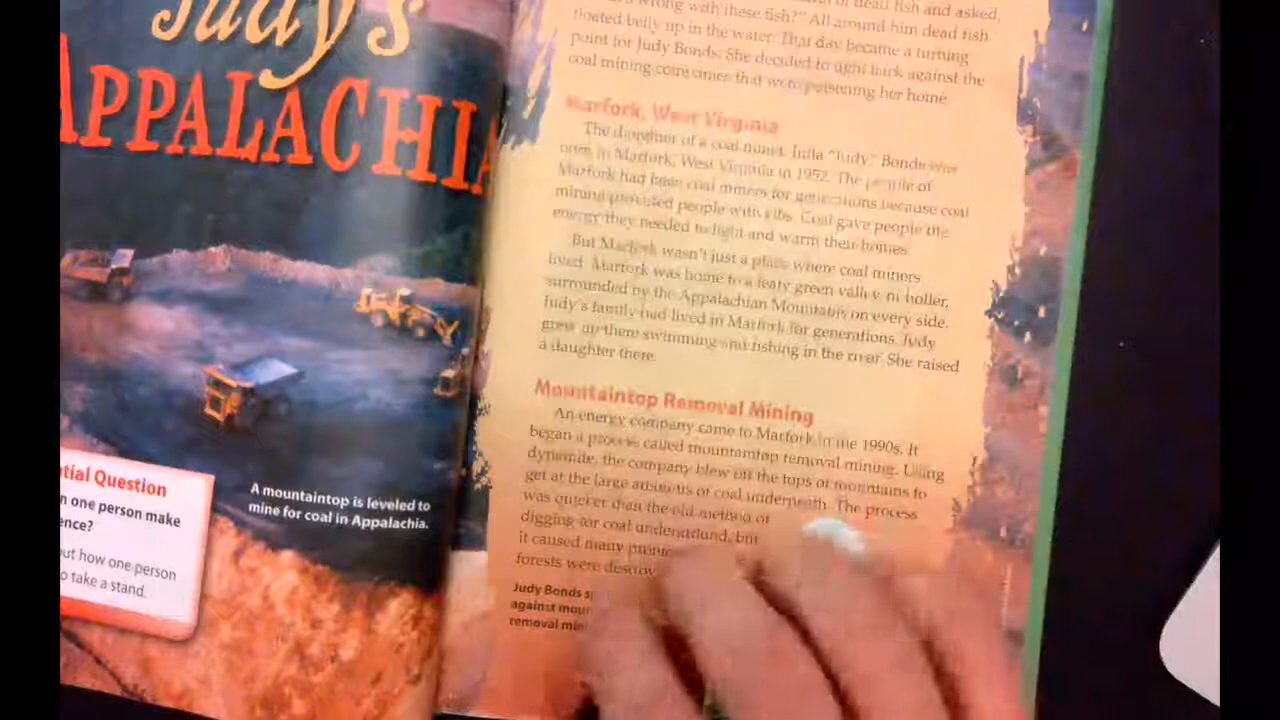 Judy's
APPALACHIA
ntial Question
n one person make
ence?
out how one person
o take a stand.
A mountaintop is leveled to
mine for coal in Appalachia.
of dead fish and asked,
wrong with these fish?" All around him dead fish
floated belly up in the water. That day became a turning
point for Judy Bonds. She decided to fight back against the
coal mining companies that were poisoning her home.
Marfork, West Virginia
The daughter of a coal miner, Julia "Judy" Bonds was
born in Marfork, West Virginia in 1952. The people of
Marfork had been coal miners for generations because coal
mining provided people with jobs. Coal gave people the
energy they needed to light and warm their homes.
But Marfork wasn't just a place where coal miners
lived. Marfork was home to a leafy green valley, or holler,
surrounded by the Appalachian Mountains on every side.
Judy's family had lived in Marfork for generations. Judy
grew up there swimming and fishing in the river. She raised
a daughter there.
Mountaintop Removal Mining
An energy company came to Marfork in the 1990s. It
began a process called mountaintop removal mining. Using
dynamite, the company blew off the tops of mountains to
get at the large amounts of coal underneath. The process
was quicker than the old method of
digging for coal underground, but
it caused many
forests were destroy
Judy Bonds sp
against moun
removal min